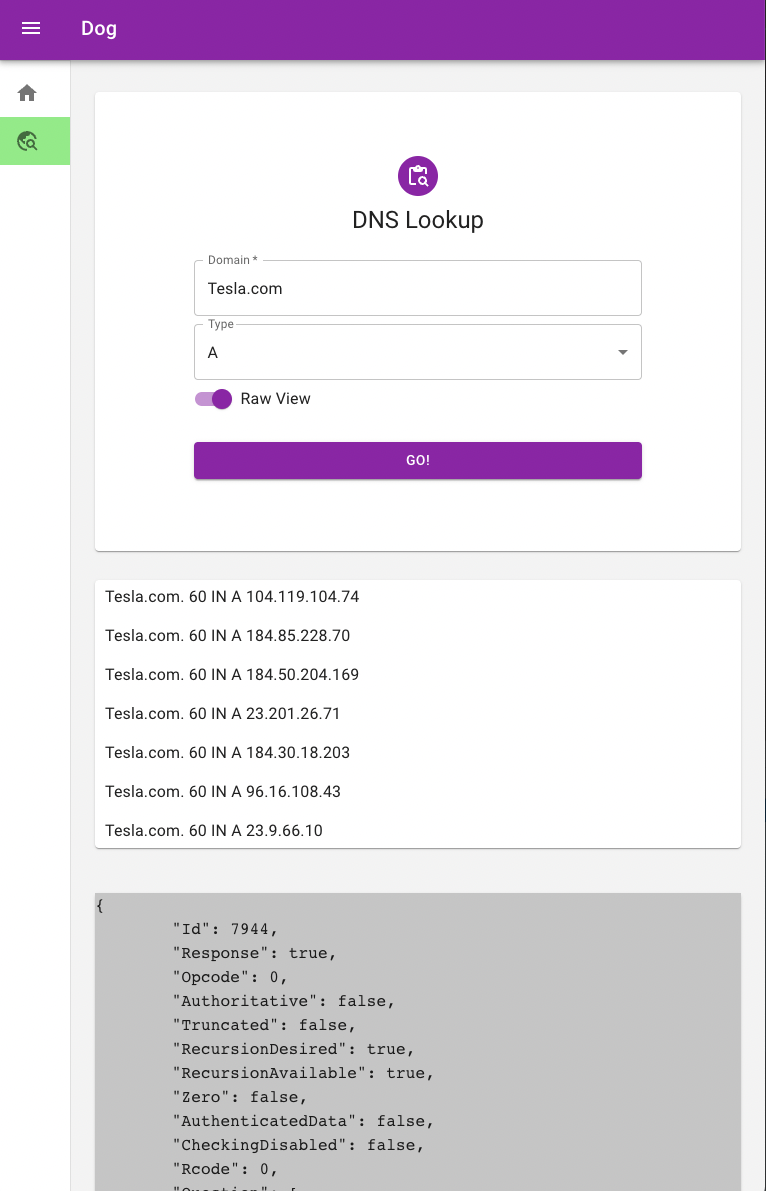 Dog
DNS Lookup
Domain *
Tesla.com
Type
A
Raw View
GO!
Tesla.com. 60 IN A 104.119.104.74
Tesla.com. 60 IN A 184.85.228.70
Tesla.com. 60 IN A 184.50.204.169
Tesla.com. 60 IN A 23.201.26.71
Tesla.com. 60 IN A 184.30.18.203
Tesla.com. 60 IN A 96.16.108.43
Tesla.com. 60 IN A 23.9.66.10
{
"Id": 7944,
"Response": true,
"Opcode": 0,
"Authoritative": false,
"Truncated": false,
"RecursionDesired": true,
"RecursionAvailable": true,
"Zero": false,
"AuthenticatedData": false,
"CheckingDisabled": false,
"Rcode": 0,
"Question": [